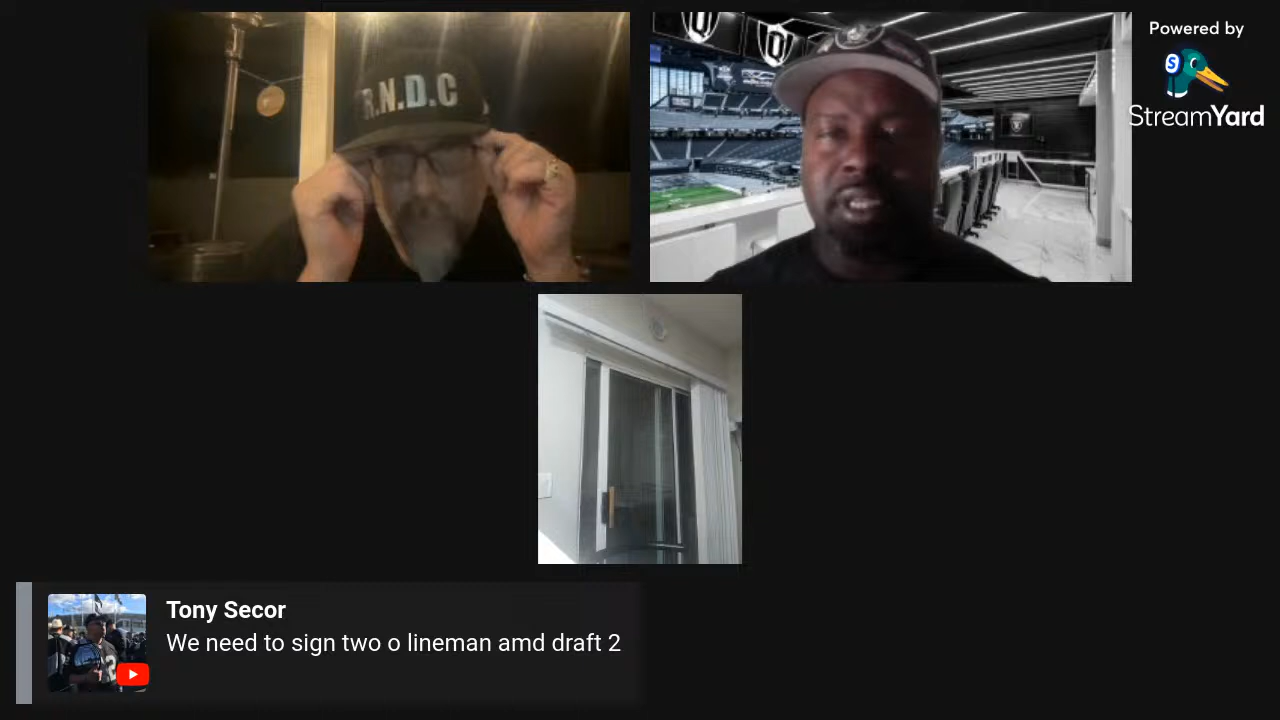 R.N.D.C
Powered by
S
StreamYard
Tony Secor
We need to sign two o lineman amd draft 2